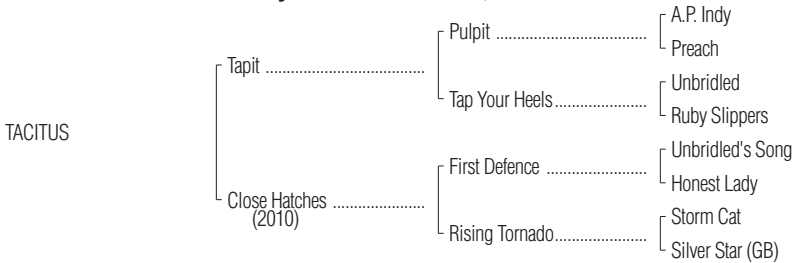 A.P. Indy
Pulpit ....................................
Preach
Tapit .....................................
Unbridled
Tap Your Heels......................
Ruby Slippers
TACITUS
Unbridled's Song
First Defence ........................
Honest Lady
Close Hatches .....................
(2010)
Storm Cat
Rising Tornado......................
Silver Star (GB)